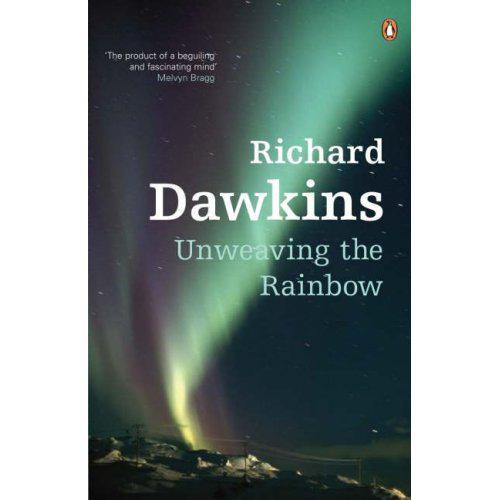 ‘The product of a beguiling
and fascinating mind’
Melvyn Bragg
Richard
Dawkins
Unweaving the
Rainbow